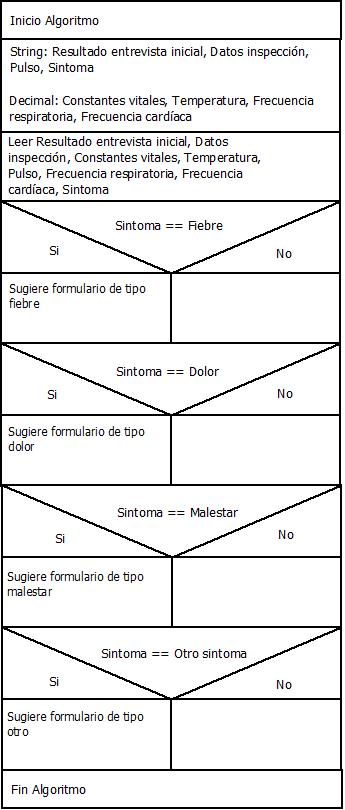 Inicio Algoritmo
String: Resultado entrevista inicial, Datos inspección,
Pulso, Sintoma
Decimal: Constantes vitales, Temperatura, Frecuencia
respiratoria, Frecuencia cardíaca
Leer Resultado entrevista inicial, Datos
inspección, Constantes vitales, Temperatura,
Pulso, Frecuencia respiratoria, Frecuencia
cardíaca, Sintoma
Sintoma == Fiebre
Si
No
Sugiere formulario de tipo
fiebre
Sintoma == Dolor
Si
No
Sugiere formulario de tipo
dolor
Sintoma == Malestar
Si
No
Sugiere formulario de tipo
malestar
Sintoma == Otro sintoma
Si
No
Sugiere formulario de tipo
otro
Fin Algoritmo